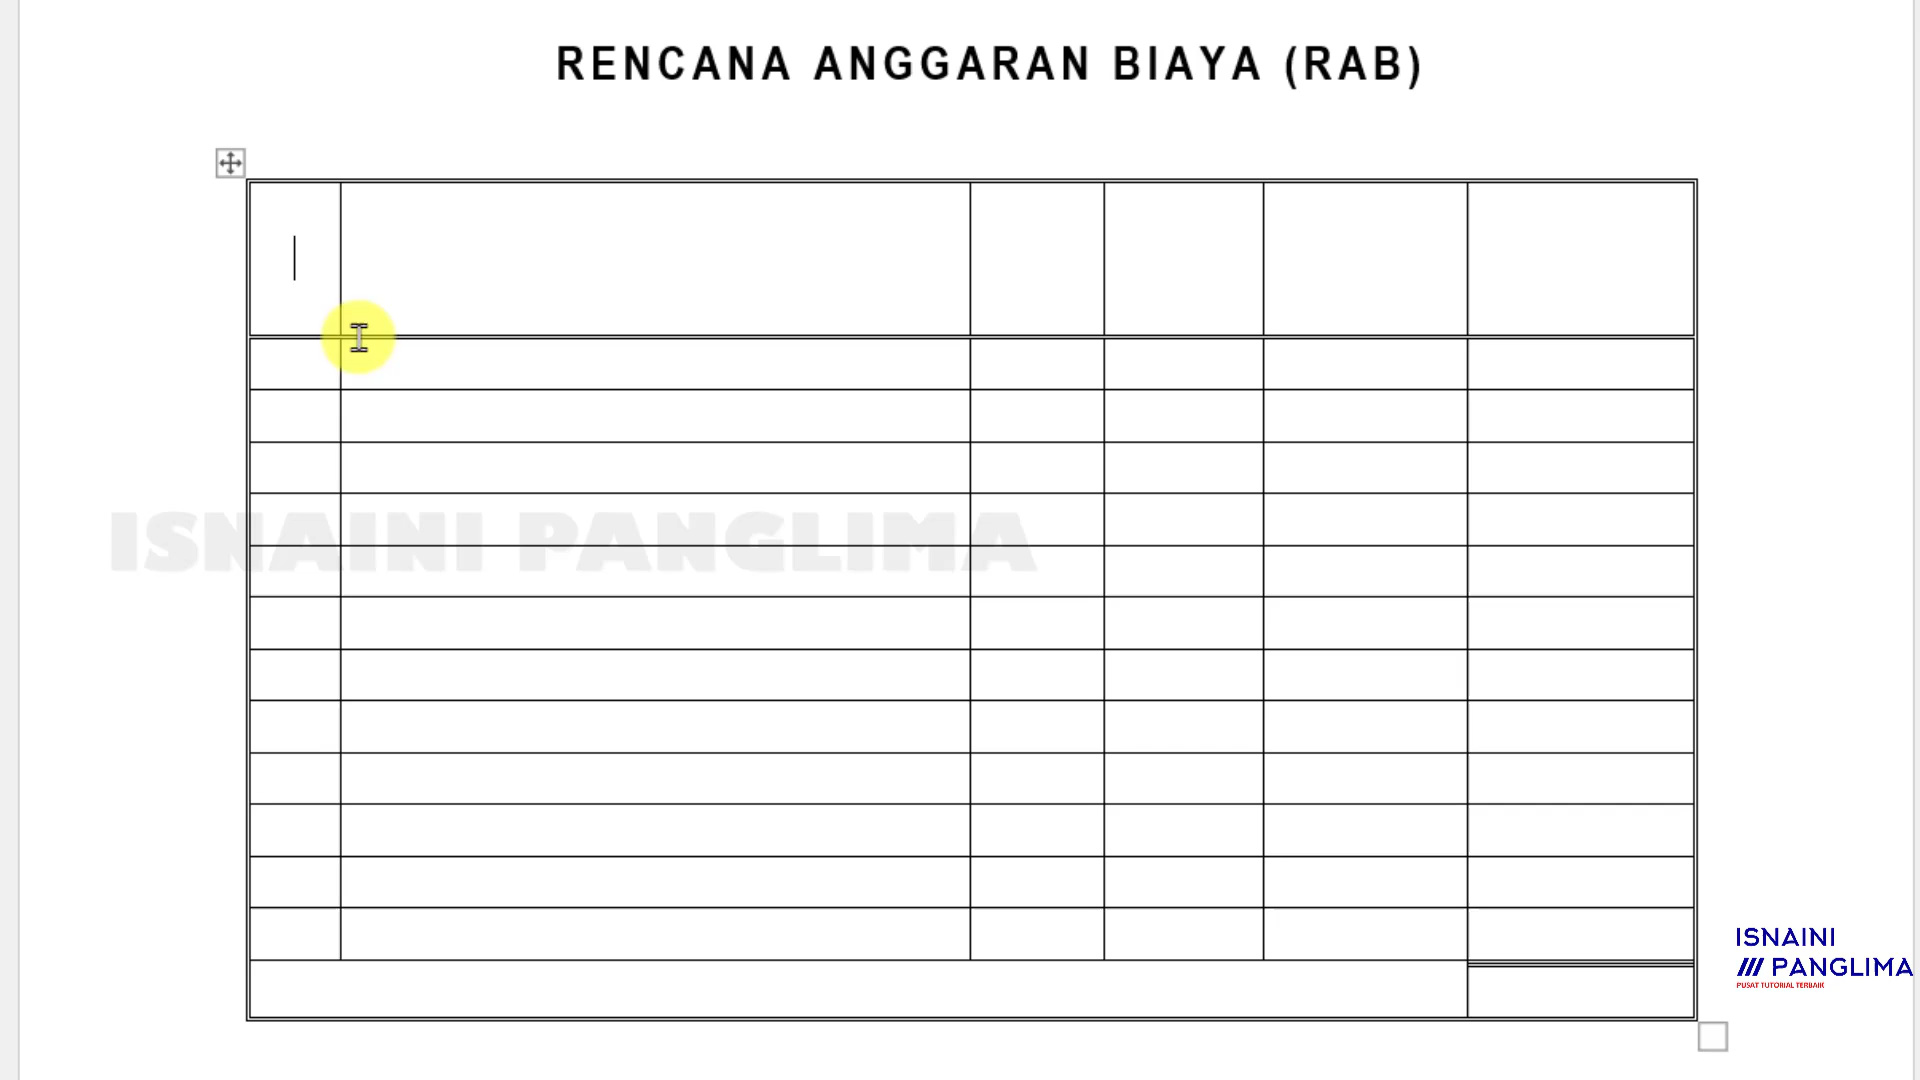 RENCANA ANGGARAN BIAYA (RAB)
ISNAINI PANGLIMA
ISNAINI
PANGLIMA
PUSAT TUTORIAL TERBAIK